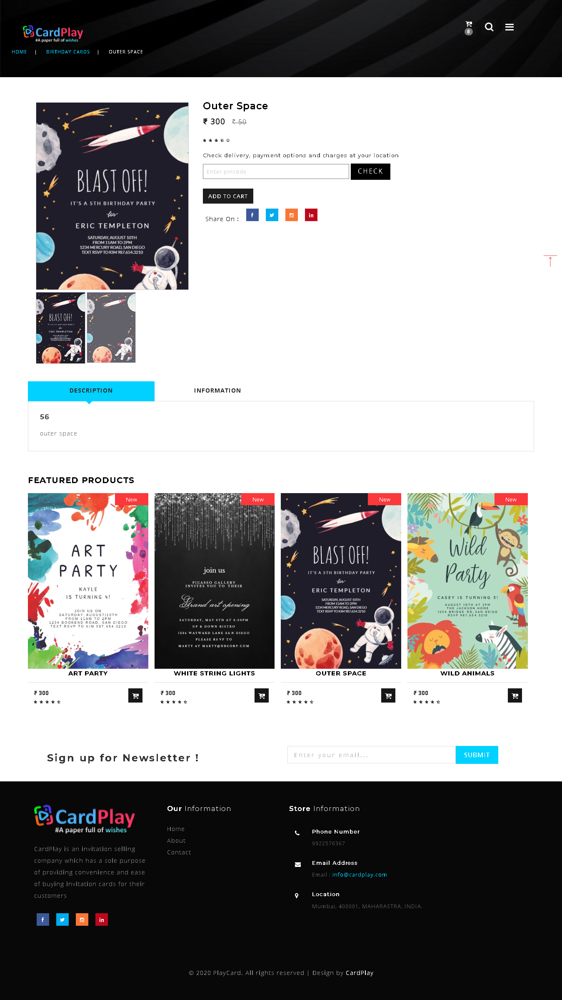 CardPlay
#A paper full of wishes
0
HOME | BIRTHDAY CARDS | OUTER SPACE
Outer Space
₹ 300 ₹ 50
BLAST OFF!
IT'S A 5TH BIRTHDAY PARTY
for
ERIC TEMPLETON
SATURDAY, AUGUST 10TH
FROM 11AM TO 2PM
1234 MERCURY ROAD, SAN DIEGO
TEXT RSVP TO KIM 987.654.3210
Check delivery, payment options and charges at your location
Enter pincode
CHECK
ADD TO CART
Share On :
BLAST OFF!
IT'S A 5TH BIRTHDAY PARTY
for
ERIC TEMPLETON
DESCRIPTION
INFORMATION
56
outer space
FEATURED PRODUCTS
New
ART
PARTY
KAYLE
IS TURNING 4!
JOIN US ON
SATURDAY, AUGUST|10TH
FROM 11AM TO 2PM
1234 BOOKEND ROAD, SAN DIEGO
TEXT RSVP TO KIM 987.654.3210
ART PARTY
₹ 300
New
join us
PICASSO GALLERY
INVITES YOU TO THEIR
Grand art opening
SATURDAY, MAY 6TH AT 6:30PM
UP & DOWN BISTRO
1234 WAYWARD LANE SAN DIEGO
PLEASE RSVP TO
MARTY AT MARTY@HBCORP.COM
WHITE STRING LIGHTS
₹ 300
New
BLAST OFF!
IT'S A 5TH BIRTHDAY PARTY
for
ERIC TEMPLETON
SATURDAY, AUGUST 10TH
FROM 11AM TO 2PM
1234 MERCURY ROAD, SAN DIEGO
TEXT RSVP TO KIM 987.654.3210
OUTER SPACE
₹ 300
New
Wild
Party
CASEY IS TURNING 3!
AUGUST 10TH AT 2PM
THE JACKSON HOME
1234 BRIDGE RD, SAN DEIGO
RSVP 987.654.3210
WILD ANIMALS
₹ 300
Sign up for Newsletter !
Enter your email...
SUBMIT
CardPlay
#A paper full of wishes
CardPlay is an invitation selling
company which has a sole purpose
of providing convenience and ease
of buying invitation cards for their
customers
Our Information
Home
About
Contact
Store Information
Phone Number
9922576367
Email Address
Email : info@cardplay.com
Location
Mumbai, 400001, MAHARASTRA, INDIA.
© 2020 PlayCard. All rights reserved | Design by CardPlay